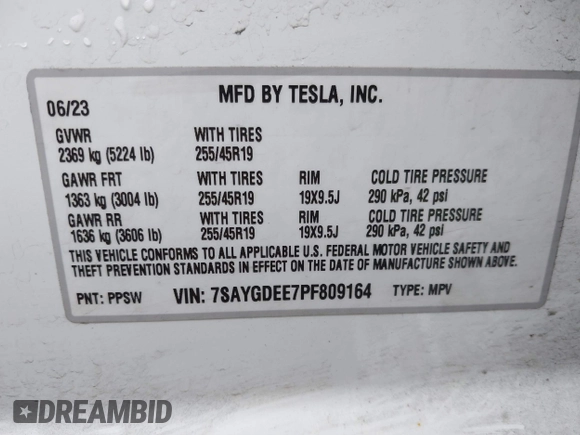 06/23 MFD BY TESLA, INC.
GVWR WITH TIRES
2369 kg (5224 lb) 255/45R19
GAWR FRT WITH TIRES RIM COLD TIRE PRESSURE
1363 kg (3004 lb) 255/45R19 19X9.5J 290 kPa, 42 psi
GAWR RR WITH TIRES RIM COLD TIRE PRESSURE
1636 kg (3606 lb) 255/45R19 19X9.5J 290 kPa, 42 psi
THIS VEHICLE CONFORMS TO ALL APPLICABLE U.S. FEDERAL MOTOR VEHICLE SAFETY AND
THEFT PREVENTION STANDARDS IN EFFECT ON THE DATE OF MANUFACTURE SHOWN ABOVE.
PNT: PPSW VIN: 7SAYGDEE7PF809164 TYPE: MPV
DREAMBID